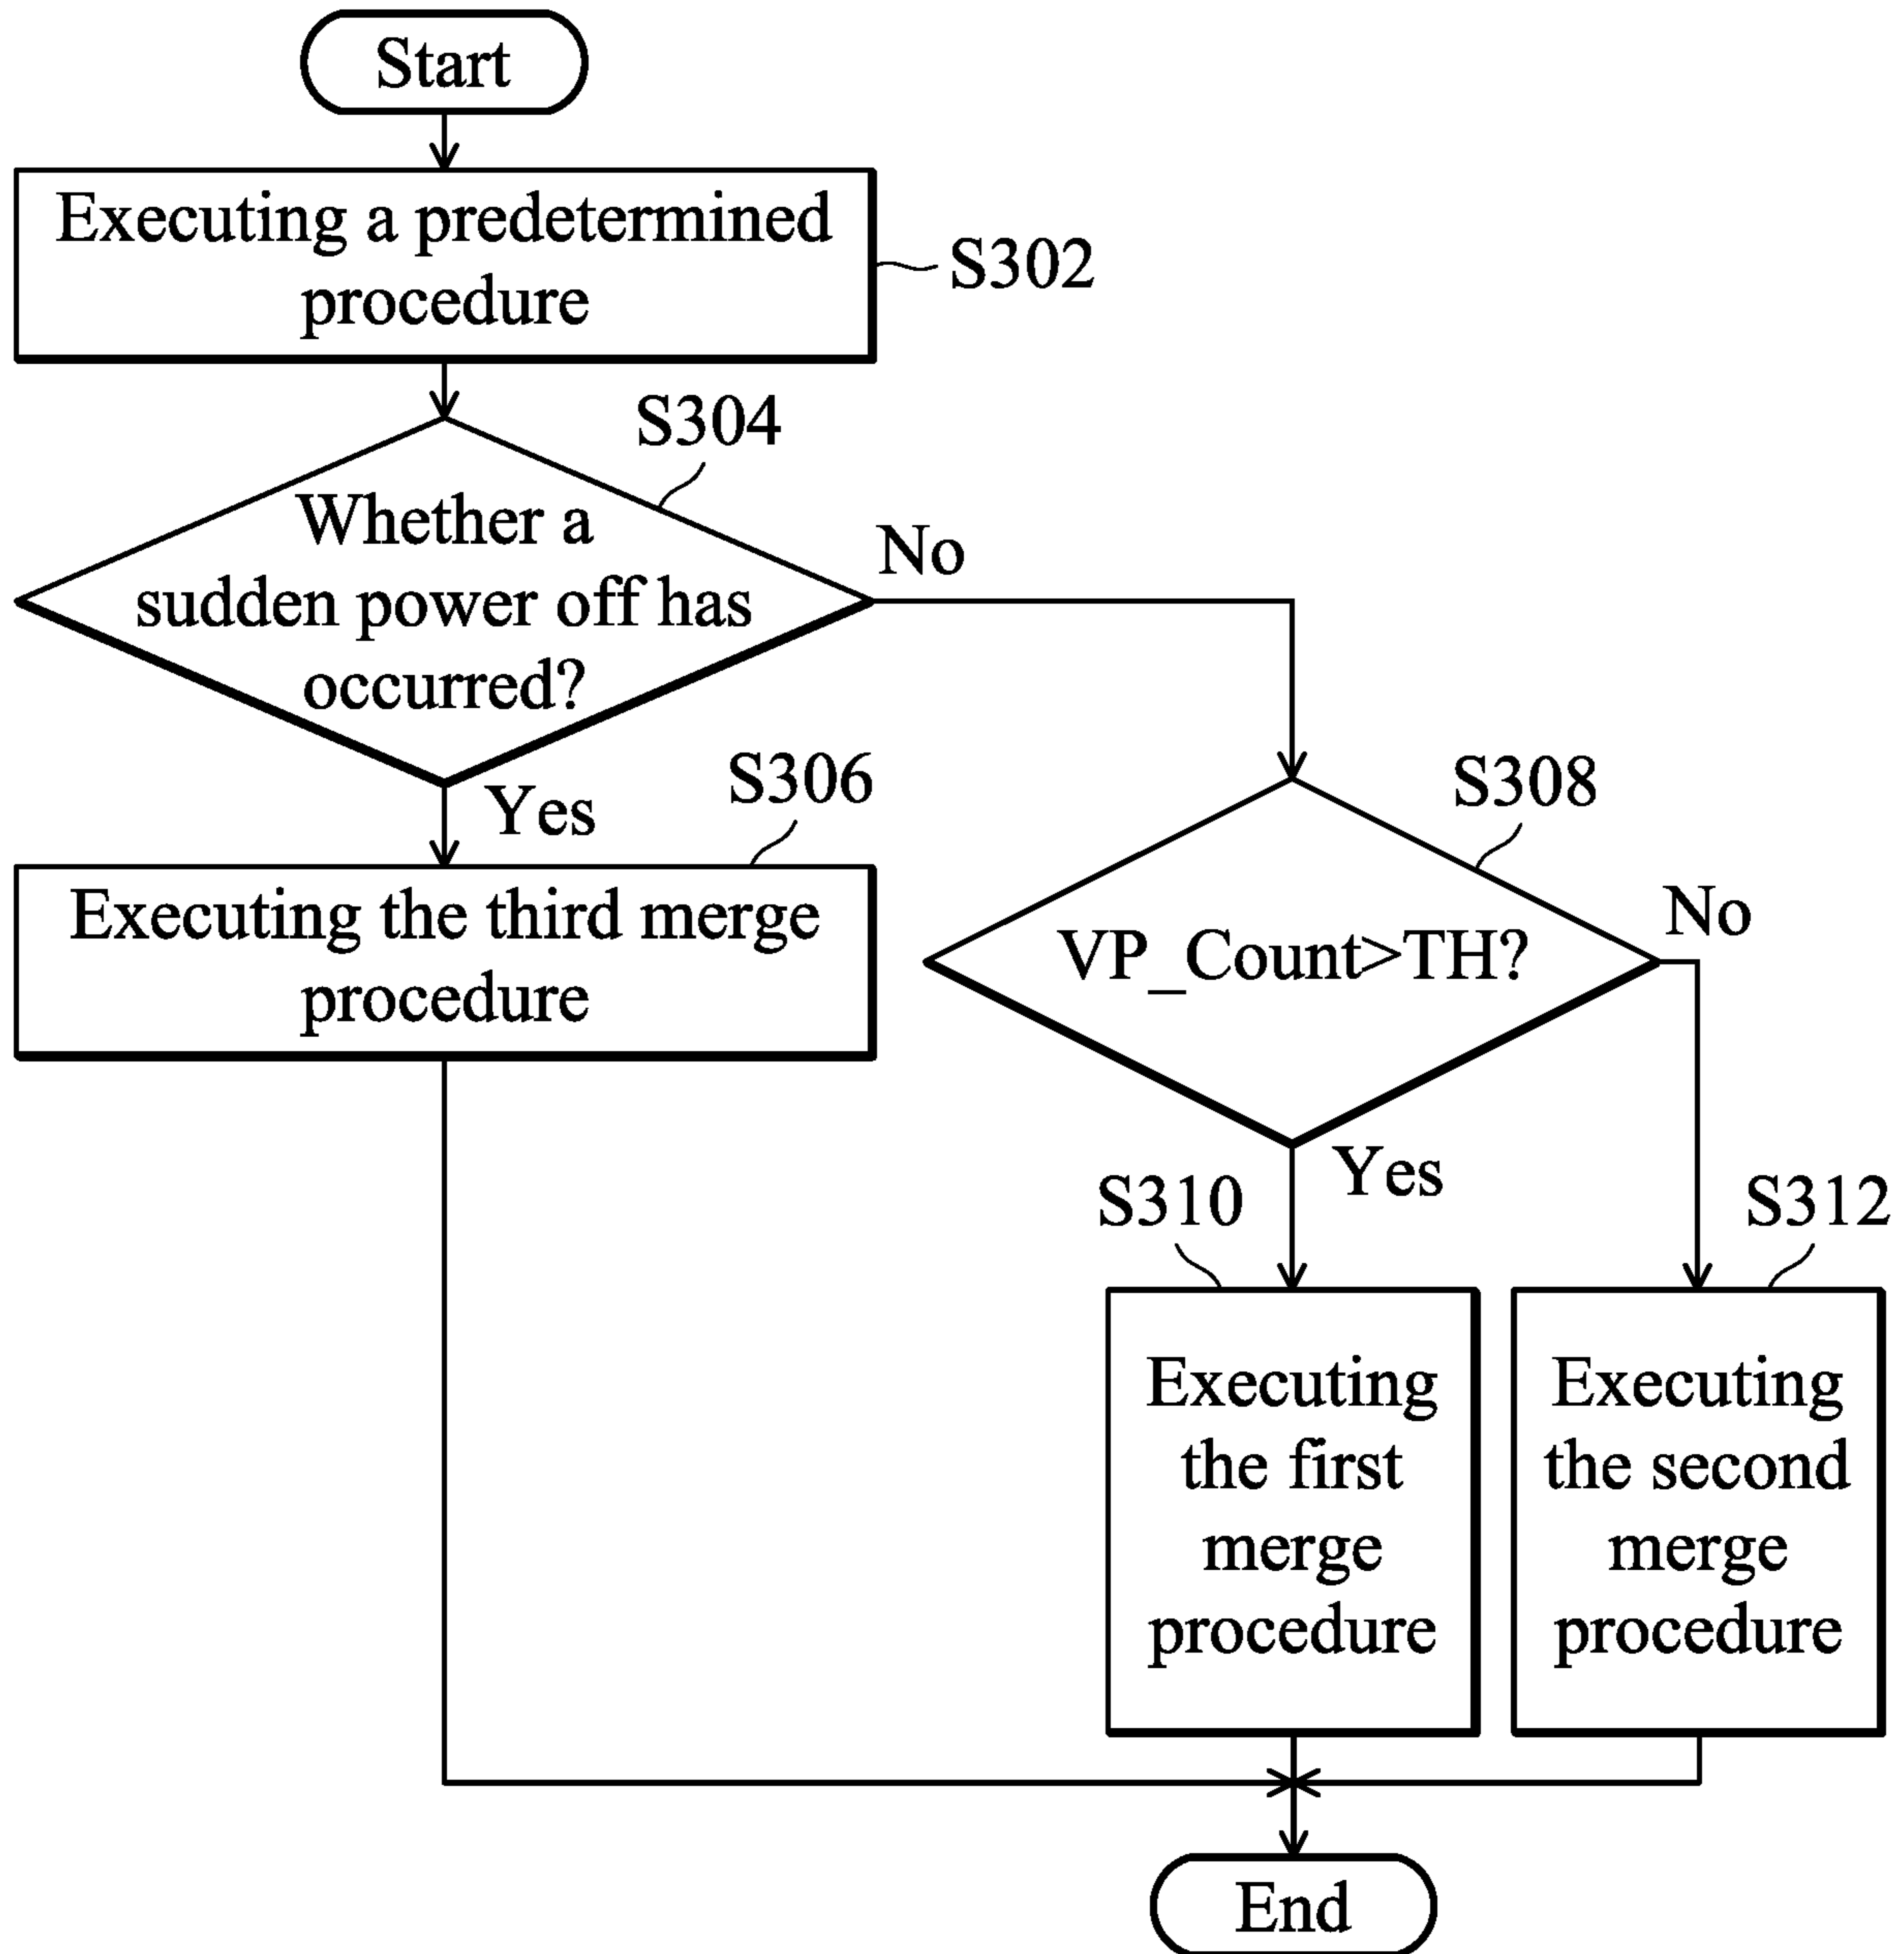 Start
Executing a predetermined
procedure
S302
S304
Whether a
sudden power off has
occurred?
No
Yes
S306
Executing the third merge
procedure
S308
VP_Count>TH?
No
Yes
S310
Executing
the first
merge
procedure
S312
Executing
the second
merge
procedure
End